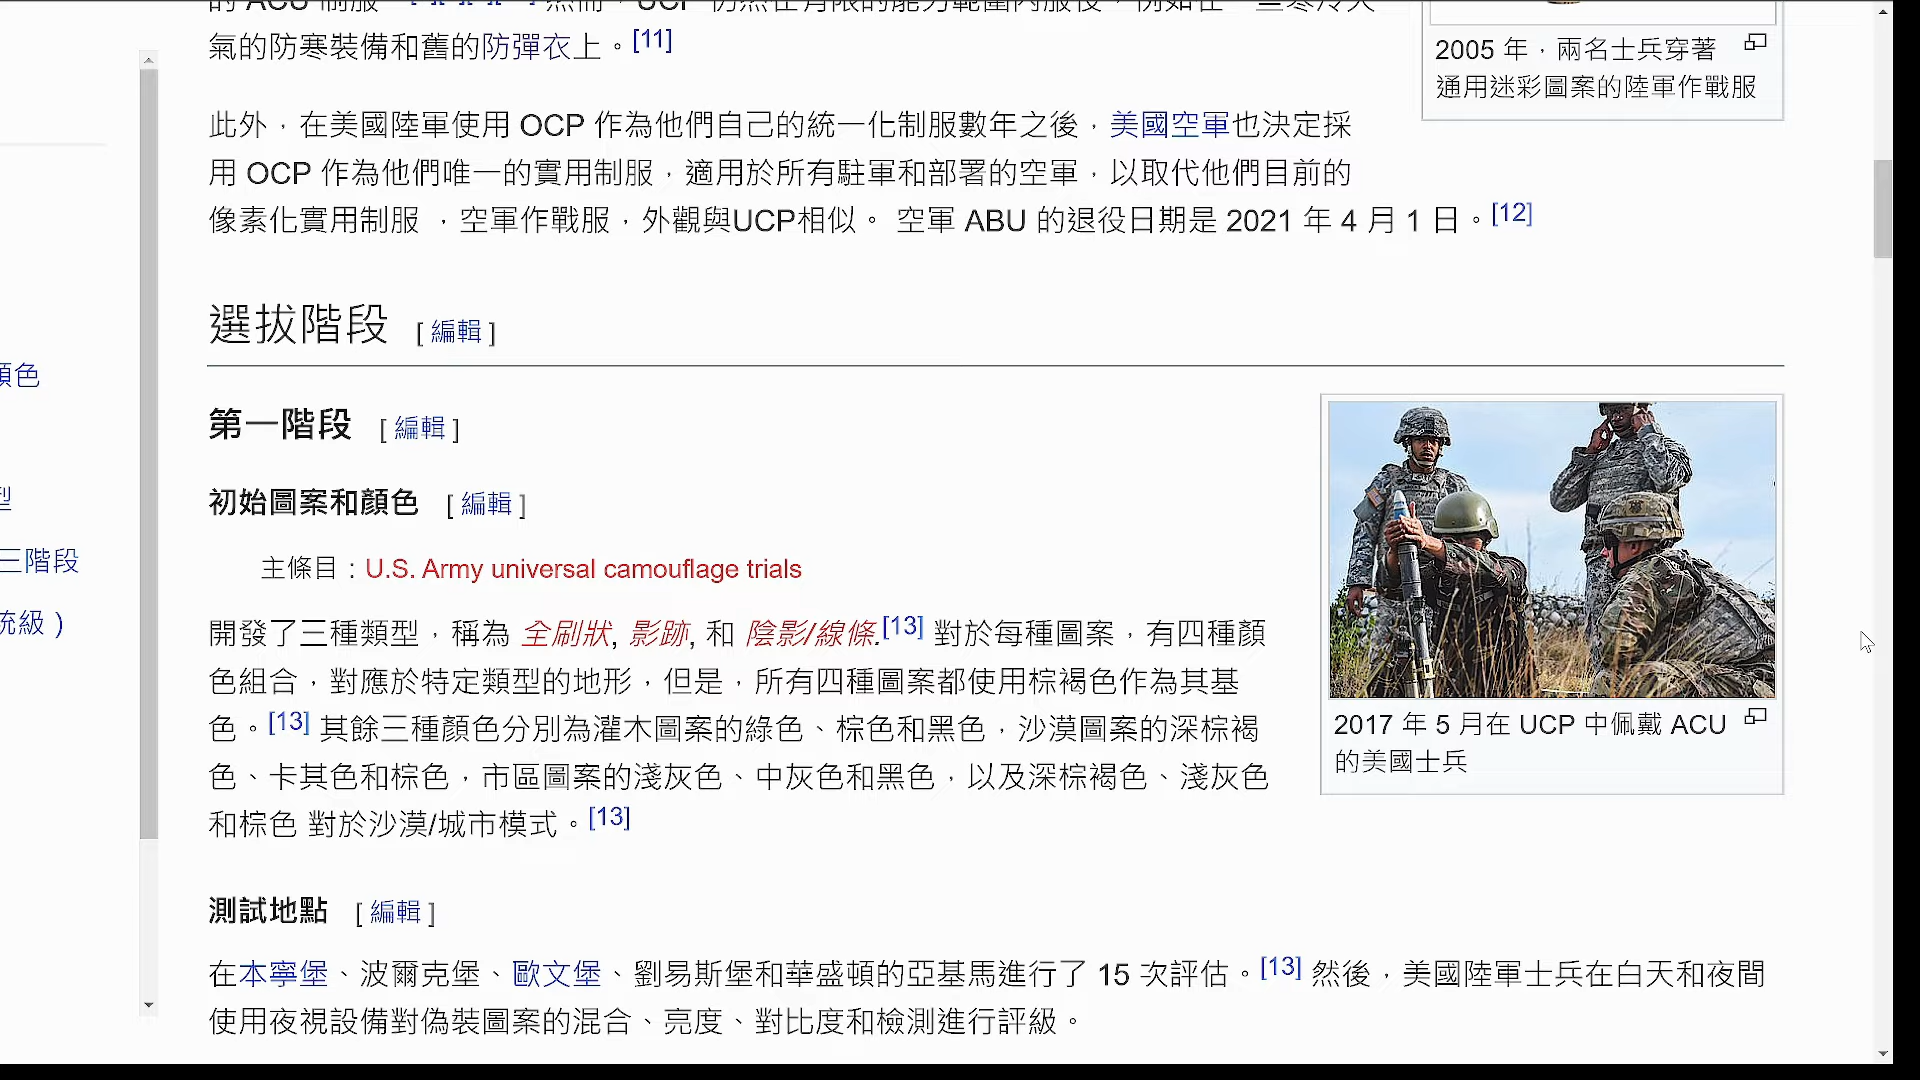 氣的防寒裝備和舊的防彈衣上。[11]
2005 年，兩名士兵穿著
通用迷彩圖案的陸軍作戰服
此外，在美國陸軍使用 OCP 作為他們自己的統一化制服數年之後，美國空軍也決定採
用 OCP 作為他們唯一的實用制服，適用於所有駐軍和部署的空軍，以取代他們目前的
像素化實用制服 ，空軍作戰服，外觀與UCP相似。 空軍 ABU 的退役日期是 2021 年 4 月 1 日。[12]
選拔階段 [ 編輯 ]
顏色
型
三階段
統級 )
第一階段 [ 編輯 ]
初始圖案和顏色 [ 編輯 ]
主條目：U.S. Army universal camouflage trials
開發了三種類型，稱為 全刷狀, 影跡, 和 陰影/線條.[13] 對於每種圖案，有四種顏
色組合，對應於特定類型的地形，但是，所有四種圖案都使用棕褐色作為其基
色。[13] 其餘三種顏色分別為灌木圖案的綠色、棕色和黑色，沙漠圖案的深棕褐
色、卡其色和棕色，市區圖案的淺灰色、中灰色和黑色，以及深棕褐色、淺灰色
和棕色 對於沙漠/城市模式。[13]
2017 年 5 月在 UCP 中佩戴 ACU
的美國士兵
測試地點 [ 編輯 ]
在本寧堡、波爾克堡、歐文堡、劉易斯堡和華盛頓的亞基馬進行了 15 次評估。[13] 然後，美國陸軍士兵在白天和夜間
使用夜視設備對偽裝圖案的混合、亮度、對比度和檢測進行評級。